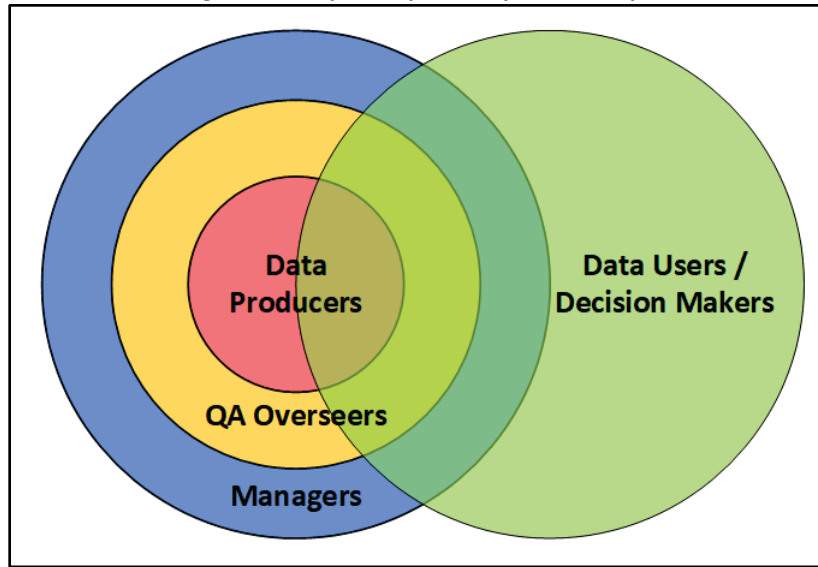 Data
Producers
Data Users /
Decision Makers
QA Overseers
Managers